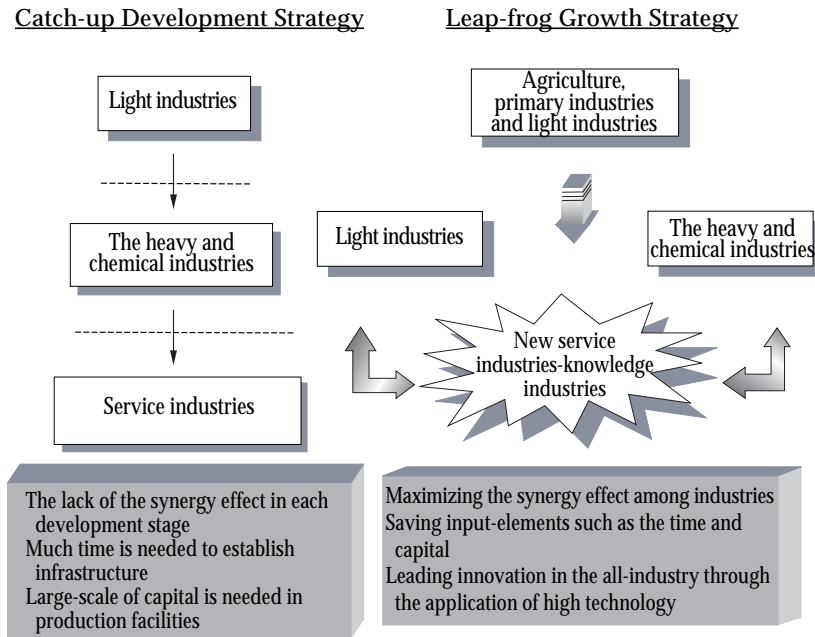 Catch-up Development Strategy
Light industries
The heavy and
chemical industries
Service industries
The lack of the synergy effect in each
development stage
Much time is needed to establish
infrastructure
Large-scale of capital is needed in
production facilities
Leap-frog Growth Strategy
Agriculture,
primary industries
and light industries
Light industries
The heavy and
chemical industries
New service
industries-knowledge
industries
Maximizing the synergy effect among industries
Saving input-elements such as the time and
capital
Leading innovation in the all-industry through
the application of high technology